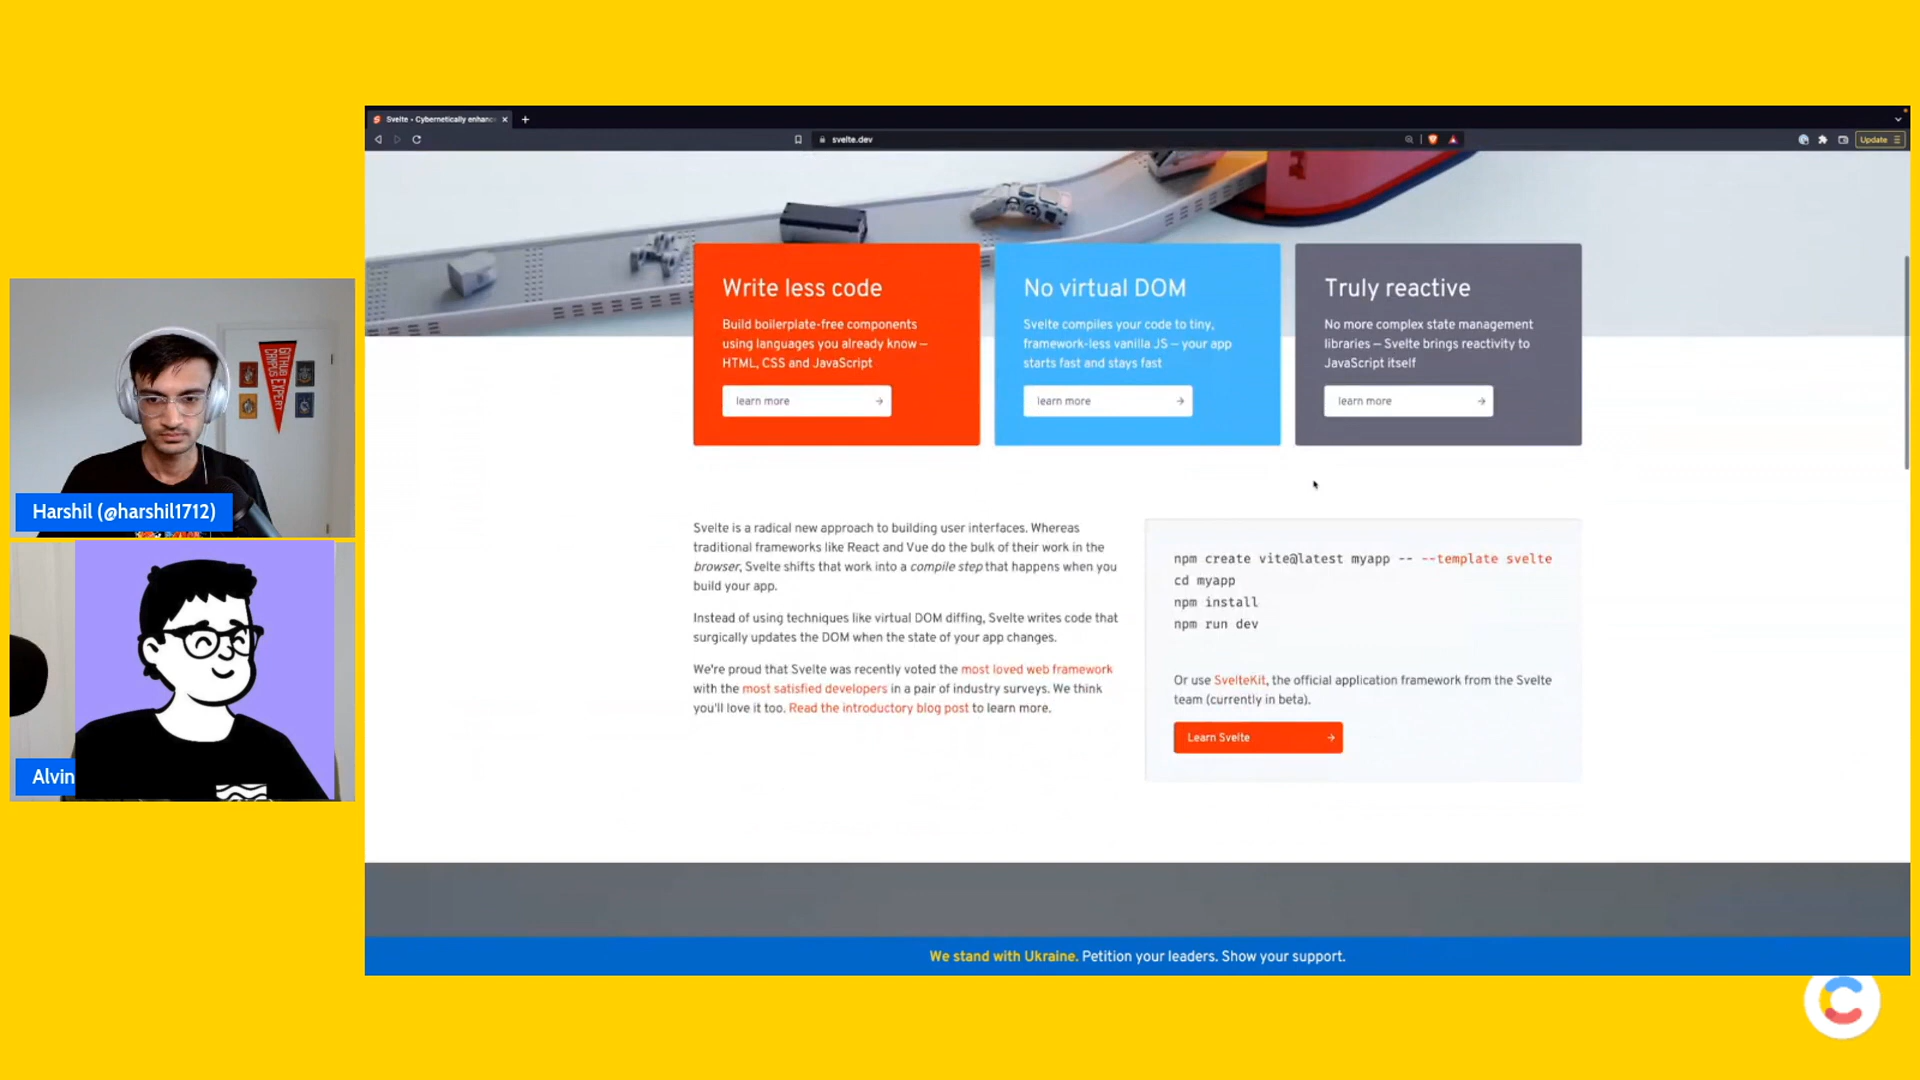 Svelte • Cybernetically enhanc
svelte.dev
Update
Write less code
Build boilerplate-free components
using languages you already know —
HTML, CSS and JavaScript
learn more
No virtual DOM
Svelte compiles your code to tiny,
framework-less vanilla JS — your app
starts fast and stays fast
learn more
Truly reactive
No more complex state management
libraries — Svelte brings reactivity to
JavaScript itself
learn more
GITHUB
CAMPUS EXPERT
Harshil (@harshil1712)
Alvin
Svelte is a radical new approach to building user interfaces. Whereas
traditional frameworks like React and Vue do the bulk of their work in the
browser, Svelte shifts that work into a compile step that happens when you
build your app.
Instead of using techniques like virtual DOM diffing, Svelte writes code that
surgically updates the DOM when the state of your app changes.
We're proud that Svelte was recently voted the most loved web framework
with the most satisfied developers in a pair of industry surveys. We think
you'll love it too. Read the introductory blog post to learn more.
npm create vite@latest myapp -- --template svelte
cd myapp
npm install
npm run dev
Or use SvelteKit, the official application framework from the Svelte
team (currently in beta).
Learn Svelte
We stand with Ukraine. Petition your leaders. Show your support.